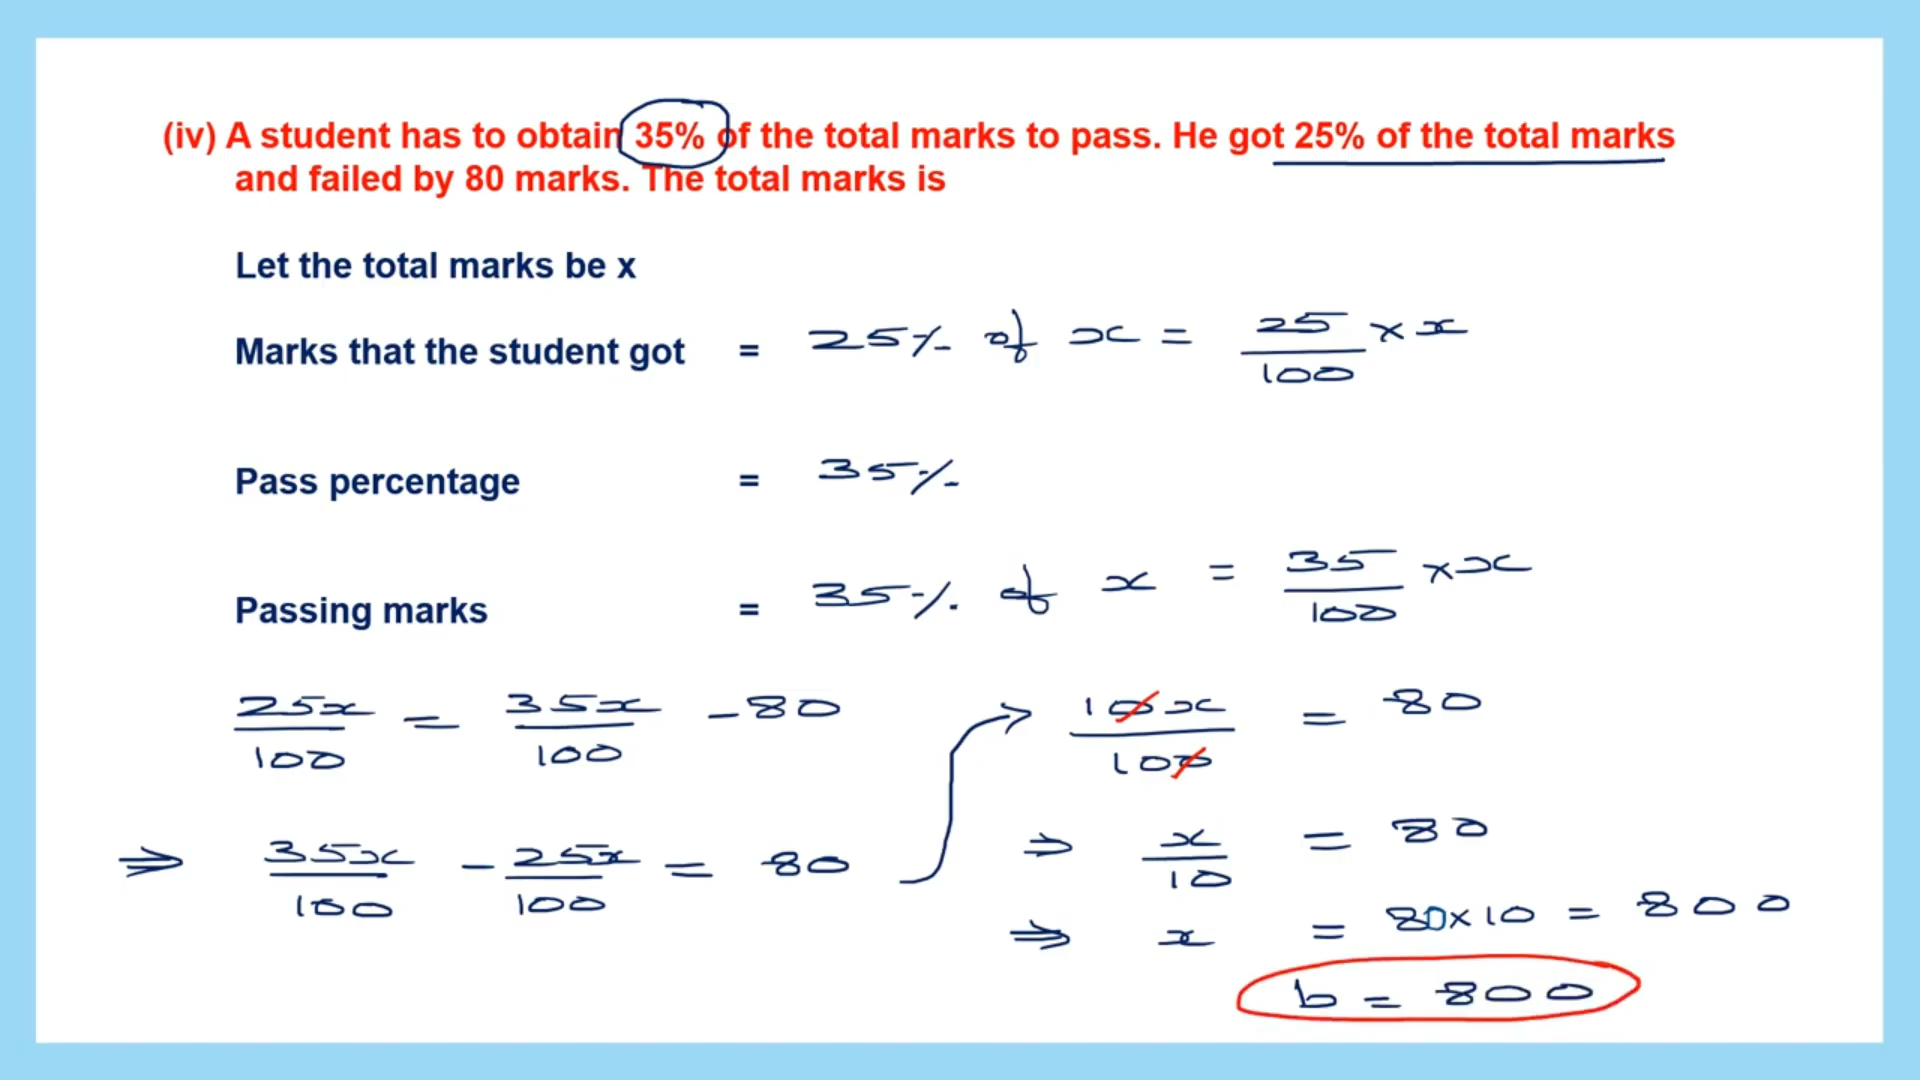 (iv) A student has to obtain 35% of the total marks to pass. He got 25% of the total marks
and failed by 80 marks. The total marks is
Let the total marks be x
Marks that the student got = 25% of x = 25/100 × x
Pass percentage = 35%
Passing marks = 35% of x = 35/100 × x
25x/100 = 35x/100 - 80
⇒ 35x/100 - 25x/100 = 80
→ 10x/100 = 80
⇒ x/10 = 80
⇒ x = 80×10 = 800
b = 800